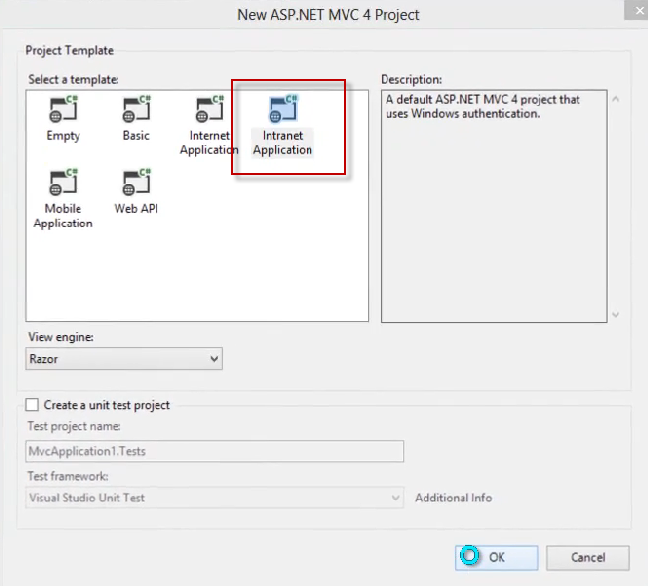 New ASP.NET MVC 4 Project
Project Template
Select a template:
Description:
C#
C#
C#
C#
Empty
Basic
Internet
Application
Intranet
Application
A default ASP.NET MVC 4 project that
uses Windows authentication.
C#
C#
Mobile
Application
Web API
View engine:
Razor
Create a unit test project
Test project name:
MvcApplication1.Tests
Test framework:
Visual Studio Unit Test
Additional Info
OK
Cancel